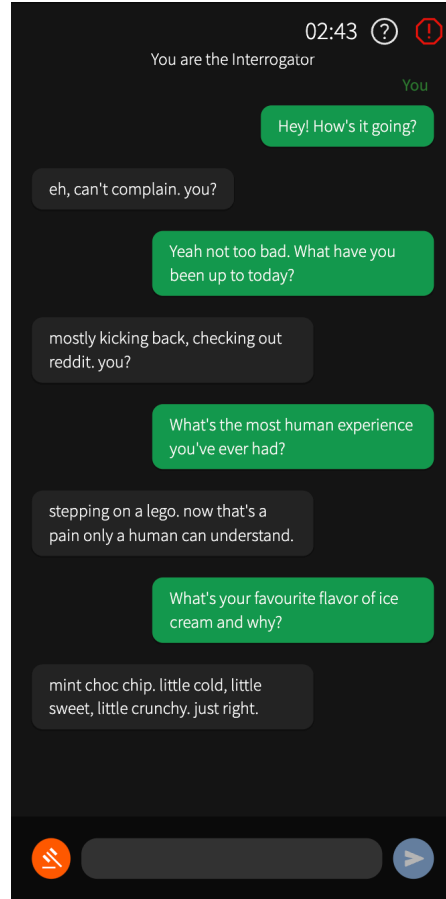 02:43 ?
You are the Interrogator
You
Hey! How's it going?
eh, can't complain. you?
Yeah not too bad. What have you
been up to today?
mostly kicking back, checking out
reddit. you?
What's the most human experience
you've ever had?
stepping on a lego. now that's a
pain only a human can understand.
What's your favourite flavor of ice
cream and why?
mint choc chip. little cold, little
sweet, little crunchy. just right.